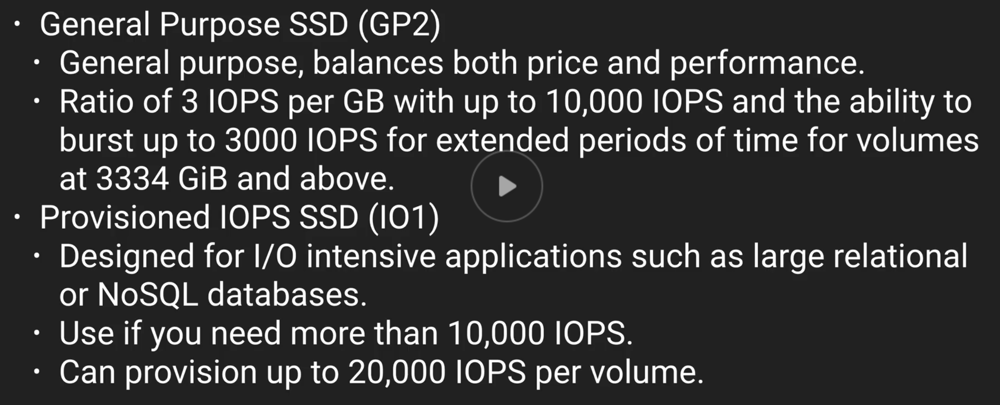 • General Purpose SSD (GP2)
• General purpose, balances both price and performance.
• Ratio of 3 IOPS per GB with up to 10,000 IOPS and the ability to
burst up to 3000 IOPS for extended periods of time for volumes
at 3334 GiB and above.
• Provisioned IOPS SSD (IO1)
• Designed for I/O intensive applications such as large relational
or NoSQL databases.
• Use if you need more than 10,000 IOPS.
• Can provision up to 20,000 IOPS per volume.